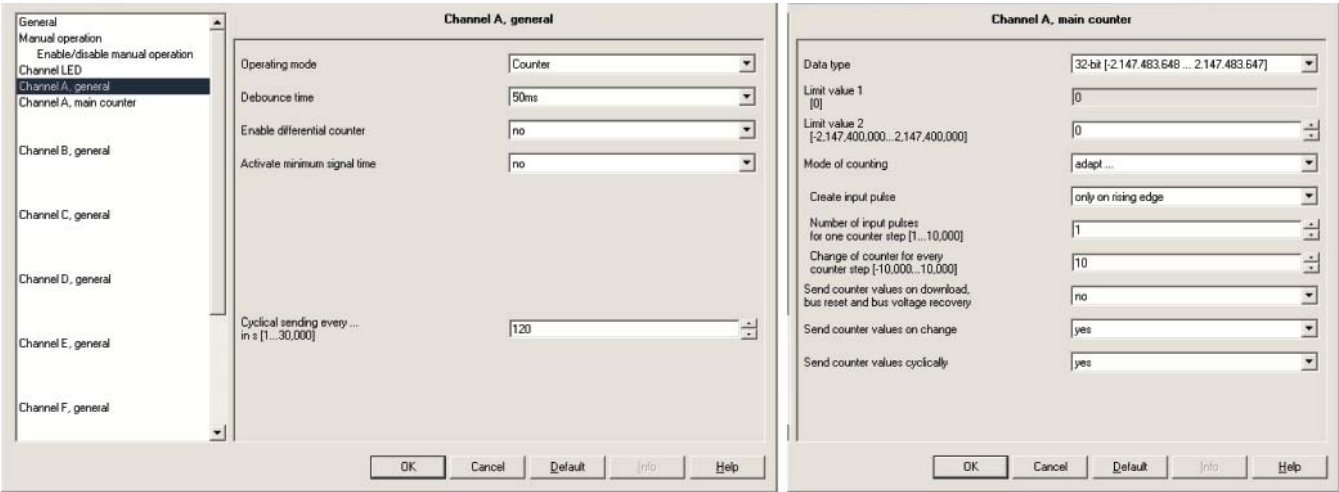 General
Manual operation
Enable/disable manual operation
Channel LED
Channel A, general
Channel A, main counter
Channel B, general
Channel C, general
Channel D, general
Channel E, general
Channel F, general
Channel A, general
Operating mode Counter
Debounce time 50ms
Enable differential counter no
Activate minimum signal time no
Cyclical sending every ...
in s [1...30,000] 120
OK Cancel Default Info Help
Channel A, main counter
Data type 32-bit [-2.147.483.648 ... 2.147.483.647]
Limit value 1
[0] 0
Limit value 2
[-2,147,400,000...2,147,400,000] 0
Mode of counting adapt ...
Create input pulse only on rising edge
Number of input pulses
for one counter step [1...10,000] 1
Change of counter for every
counter step [-10,000...10,000] 10
Send counter values on download,
bus reset and bus voltage recovery no
Send counter values on change yes
Send counter values cyclically yes
OK Cancel Default Info Help